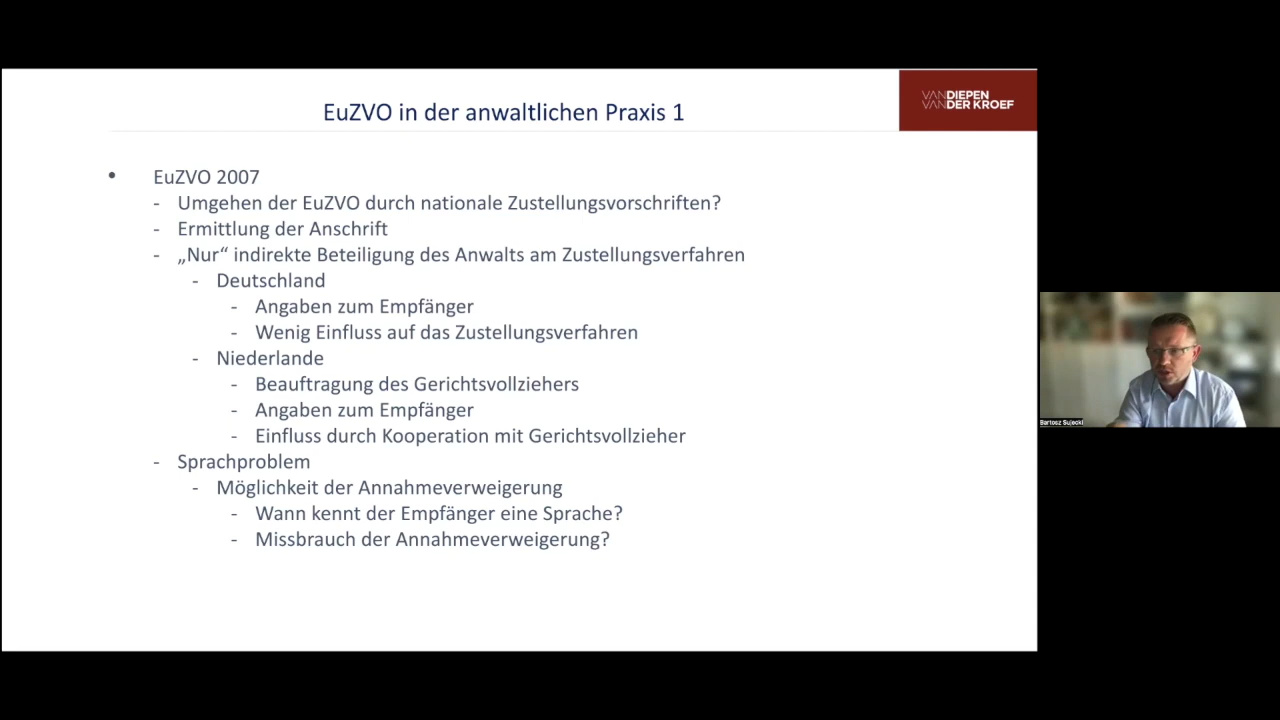 EuZVO in der anwaltlichen Praxis 1
VANDIEPEN
VANDER KROEF
• EuZVO 2007
- Umgehen der EuZVO durch nationale Zustellungsvorschriften?
- Ermittlung der Anschrift
- „Nur“ indirekte Beteiligung des Anwalts am Zustellungsverfahren
- Deutschland
- Angaben zum Empfänger
- Wenig Einfluss auf das Zustellungsverfahren
- Niederlande
- Beauftragung des Gerichtsvollziehers
- Angaben zum Empfänger
- Einfluss durch Kooperation mit Gerichtsvollzieher
- Sprachproblem
- Möglichkeit der Annahmeverweigerung
- Wann kennt der Empfänger eine Sprache?
- Missbrauch der Annahmeverweigerung?
Bartosz Sujecki